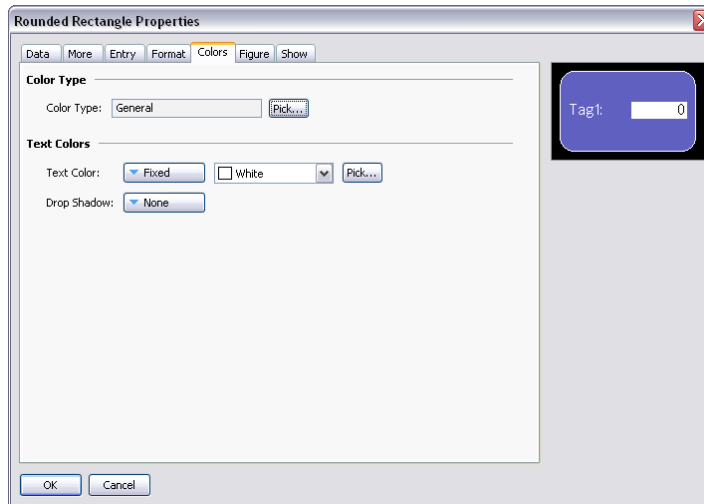 Rounded Rectangle Properties
Data More Entry Format Colors Figure Show
Color Type
Color Type: General Pick...
Tag1: 0
Text Colors
Text Color: Fixed White Pick...
Drop Shadow: None
OK Cancel